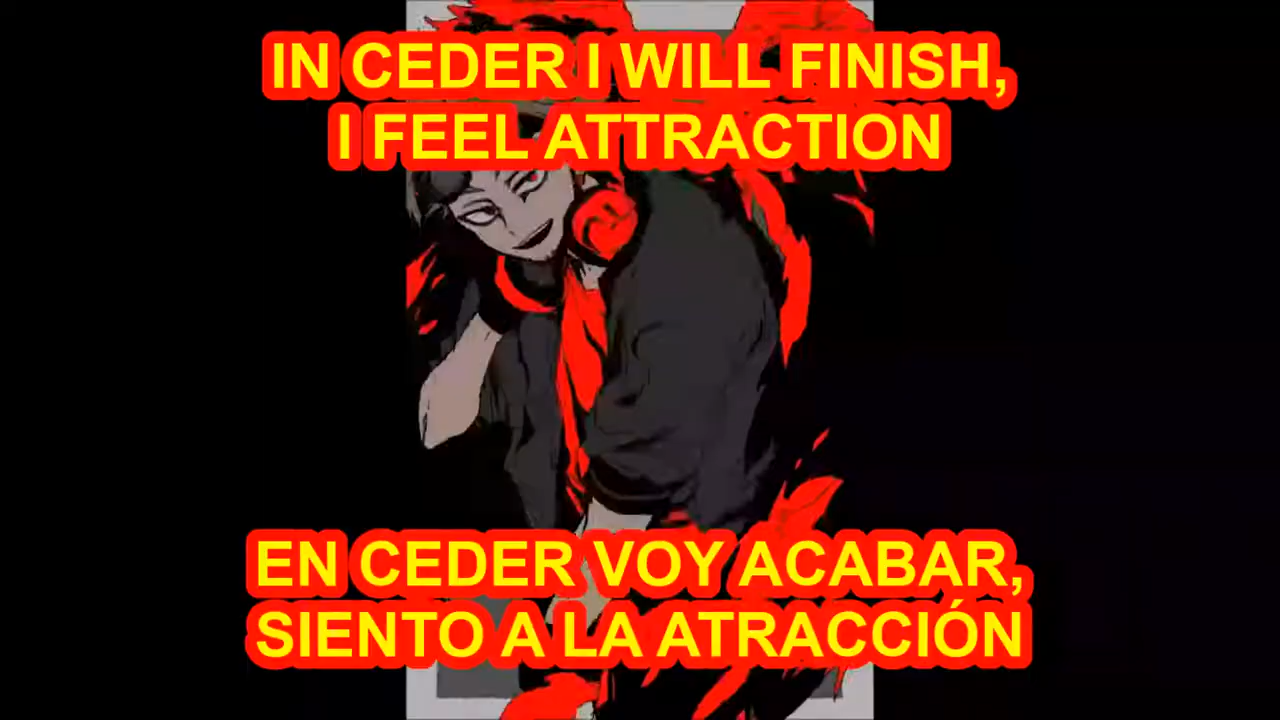 IN CEDER I WILL FINISH,
I FEEL ATTRACTION
EN CEDER VOY ACABAR,
SIENTO A LA ATRACCIÓN